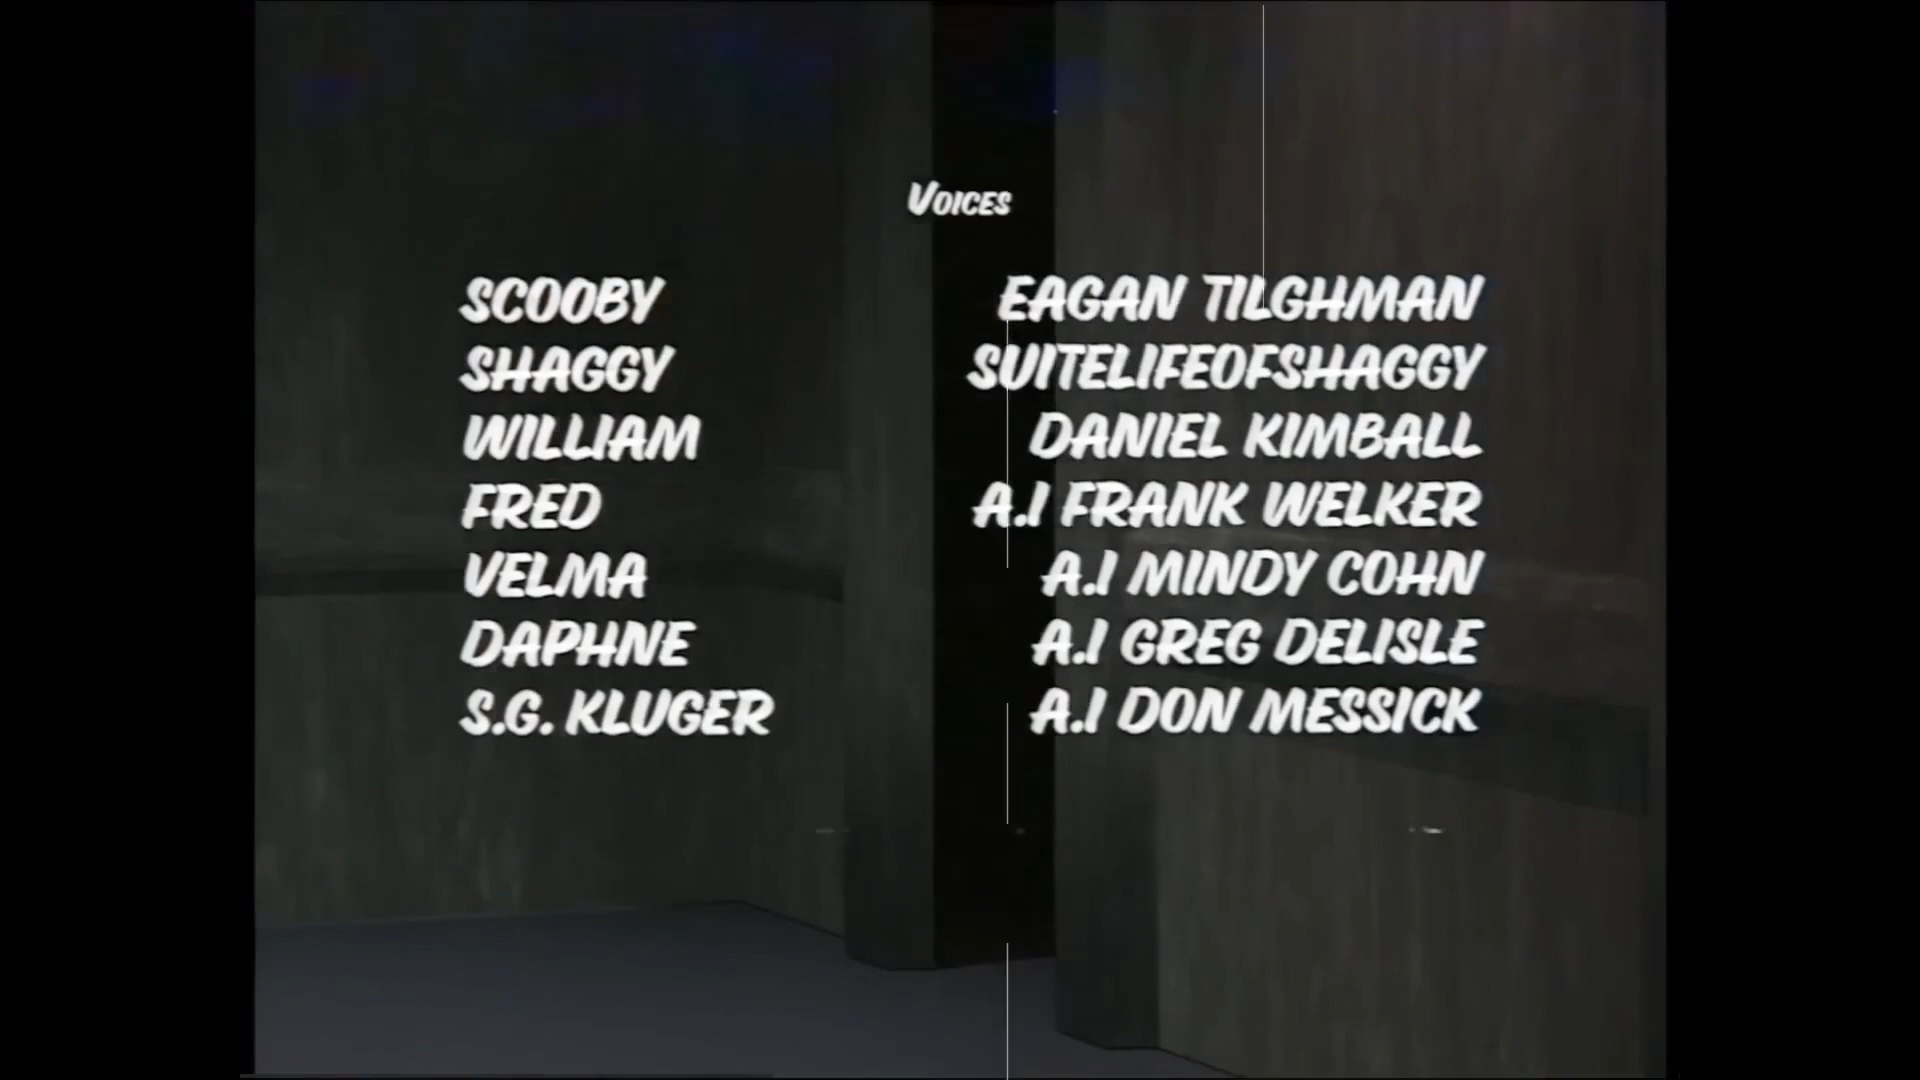 Voices
SCOOBY EAGAN TILGHMAN
SHAGGY SUITELIFEOFSHAGGY
WILLIAM DANIEL KIMBALL
FRED A.I FRANK WELKER
VELMA A.I MINDY COHN
DAPHNE A.I GREG DELISLE
S.G. KLUGER A.I DON MESSICK